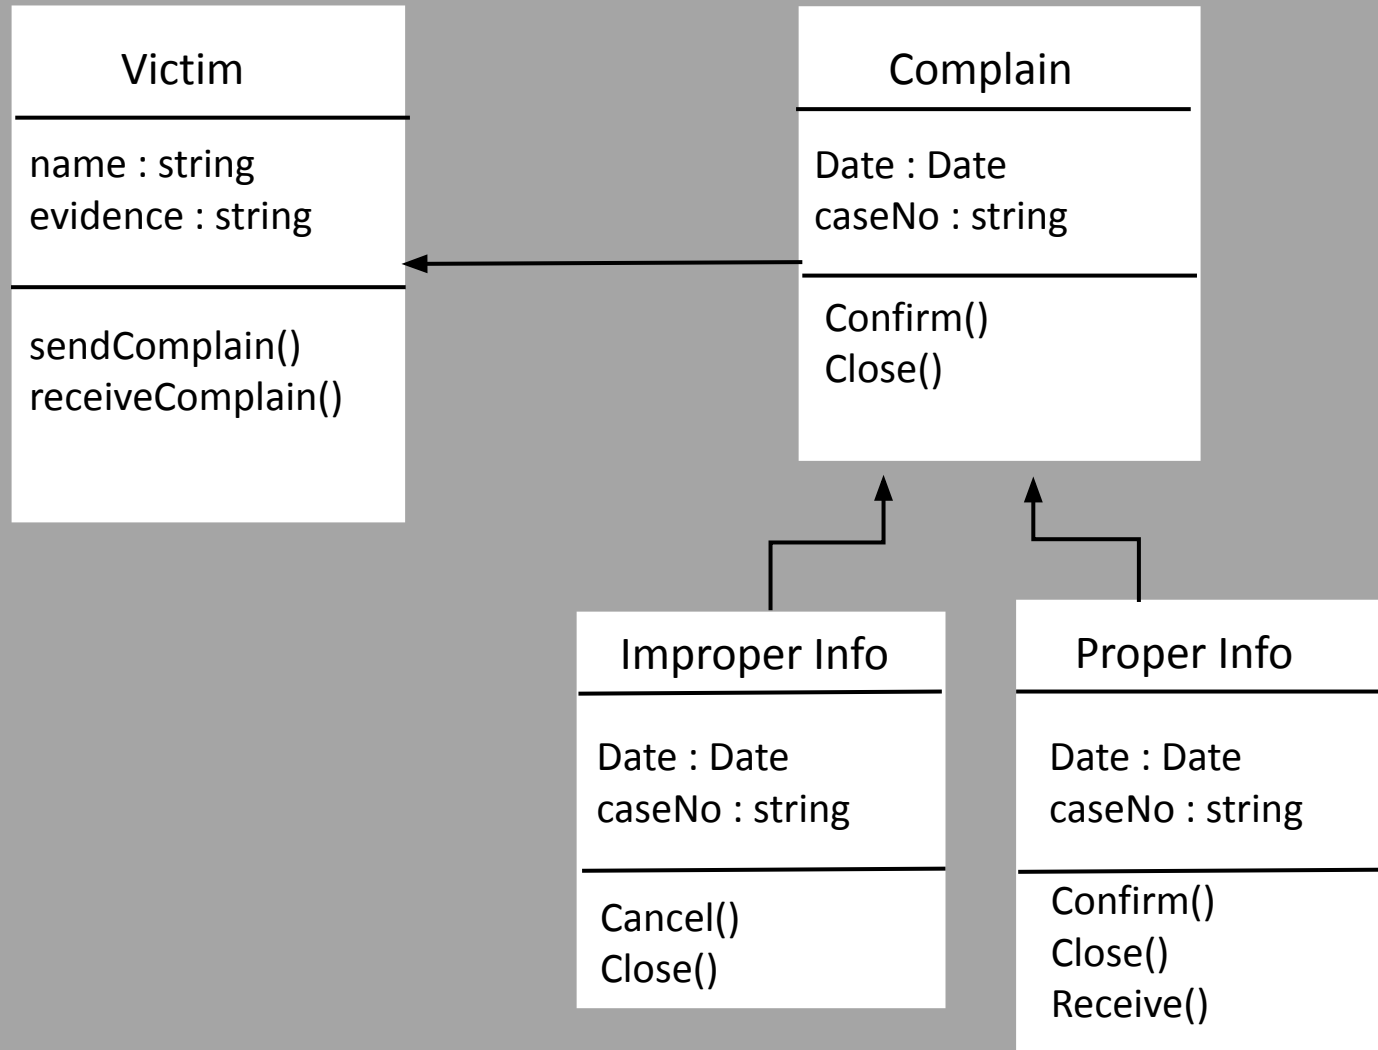 Victim
name : string
evidence : string
sendComplain()
receiveComplain()
Complain
Date : Date
caseNo : string
Confirm()
Close()
Improper Info
Date : Date
caseNo : string
Cancel()
Close()
Proper Info
Date : Date
caseNo : string
Confirm()
Close()
Receive()